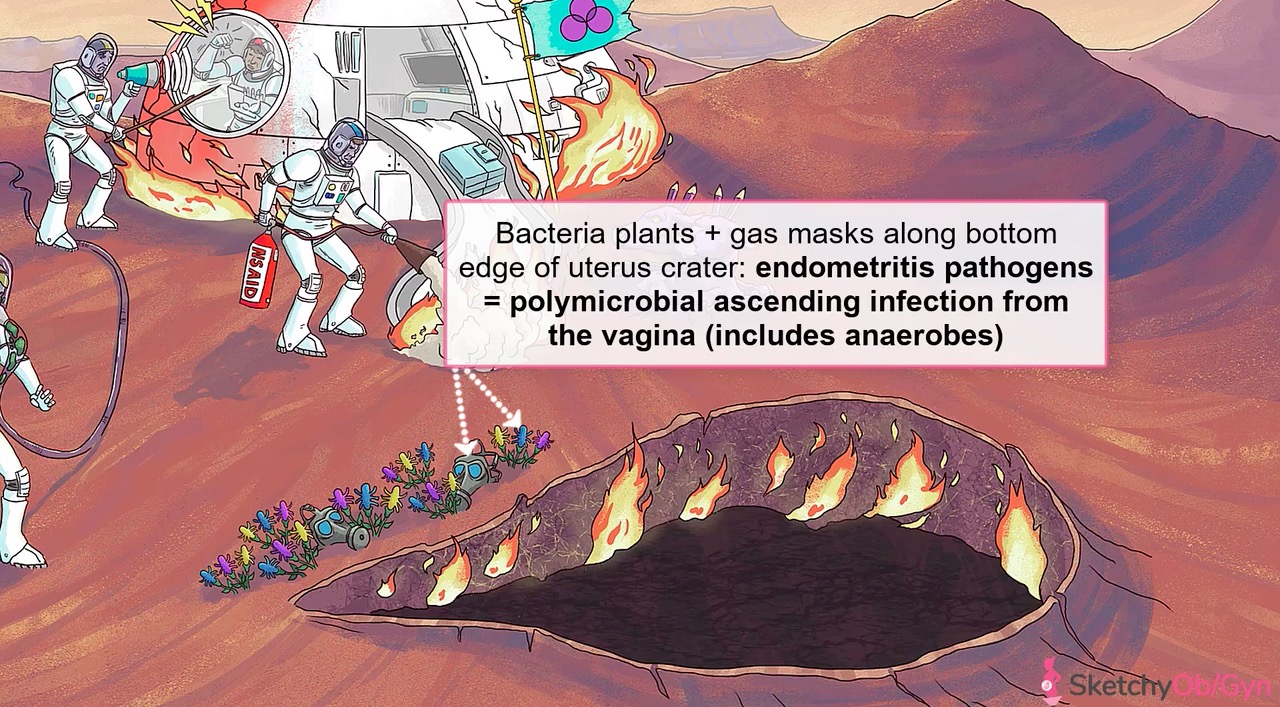 NSAID
Bacteria plants + gas masks along bottom
edge of uterus crater: endometritis pathogens
= polymicrobial ascending infection from
the vagina (includes anaerobes)
SketchyOb/Gyn